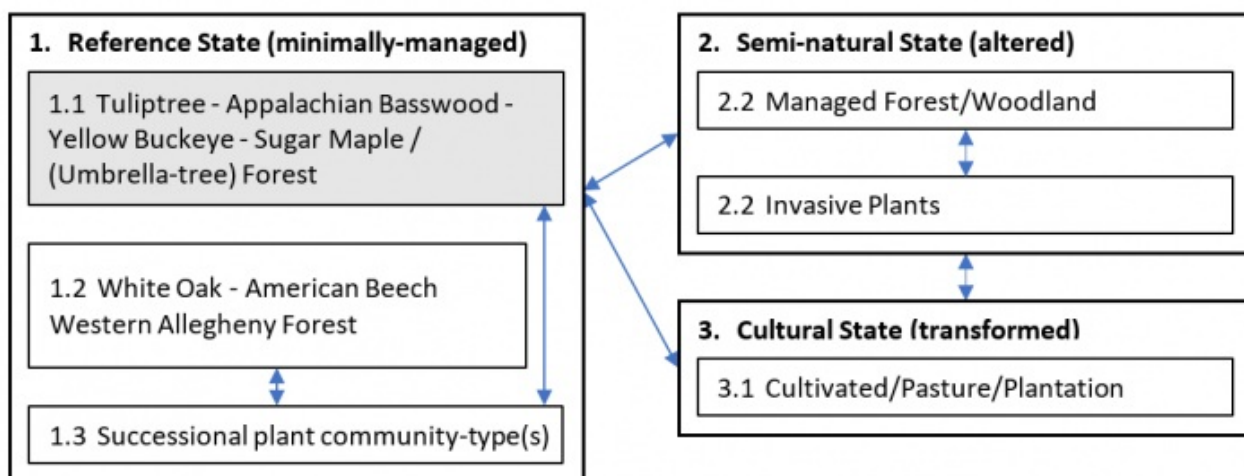 1. Reference State (minimally-managed)
1.1 Tuliptree - Appalachian Basswood -
Yellow Buckeye - Sugar Maple /
(Umbrella-tree) Forest
1.2 White Oak - American Beech
Western Allegheny Forest
1.3 Successional plant community-type(s)
2. Semi-natural State (altered)
2.2 Managed Forest/Woodland
2.2 Invasive Plants
3. Cultural State (transformed)
3.1 Cultivated/Pasture/Plantation